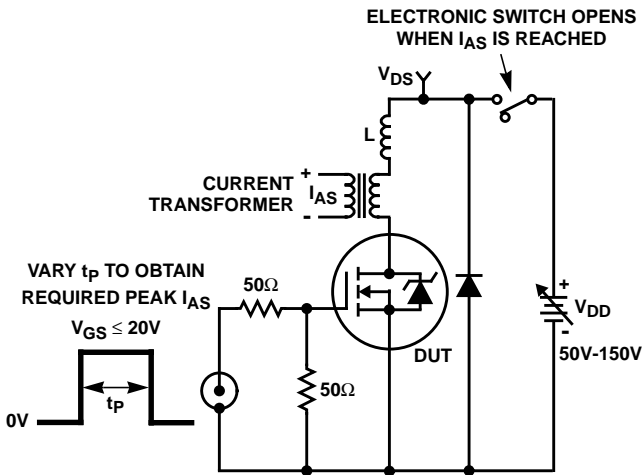 ELECTRONIC SWITCH OPENS
WHEN IAS IS REACHED
VDS
L
+
CURRENT
TRANSFORMER
IAS
-
VARY tP TO OBTAIN
REQUIRED PEAK IAS
50Ω
VGS ≤ 20V
+
VDD
-
DUT
50V-150V
50Ω
0V
tP